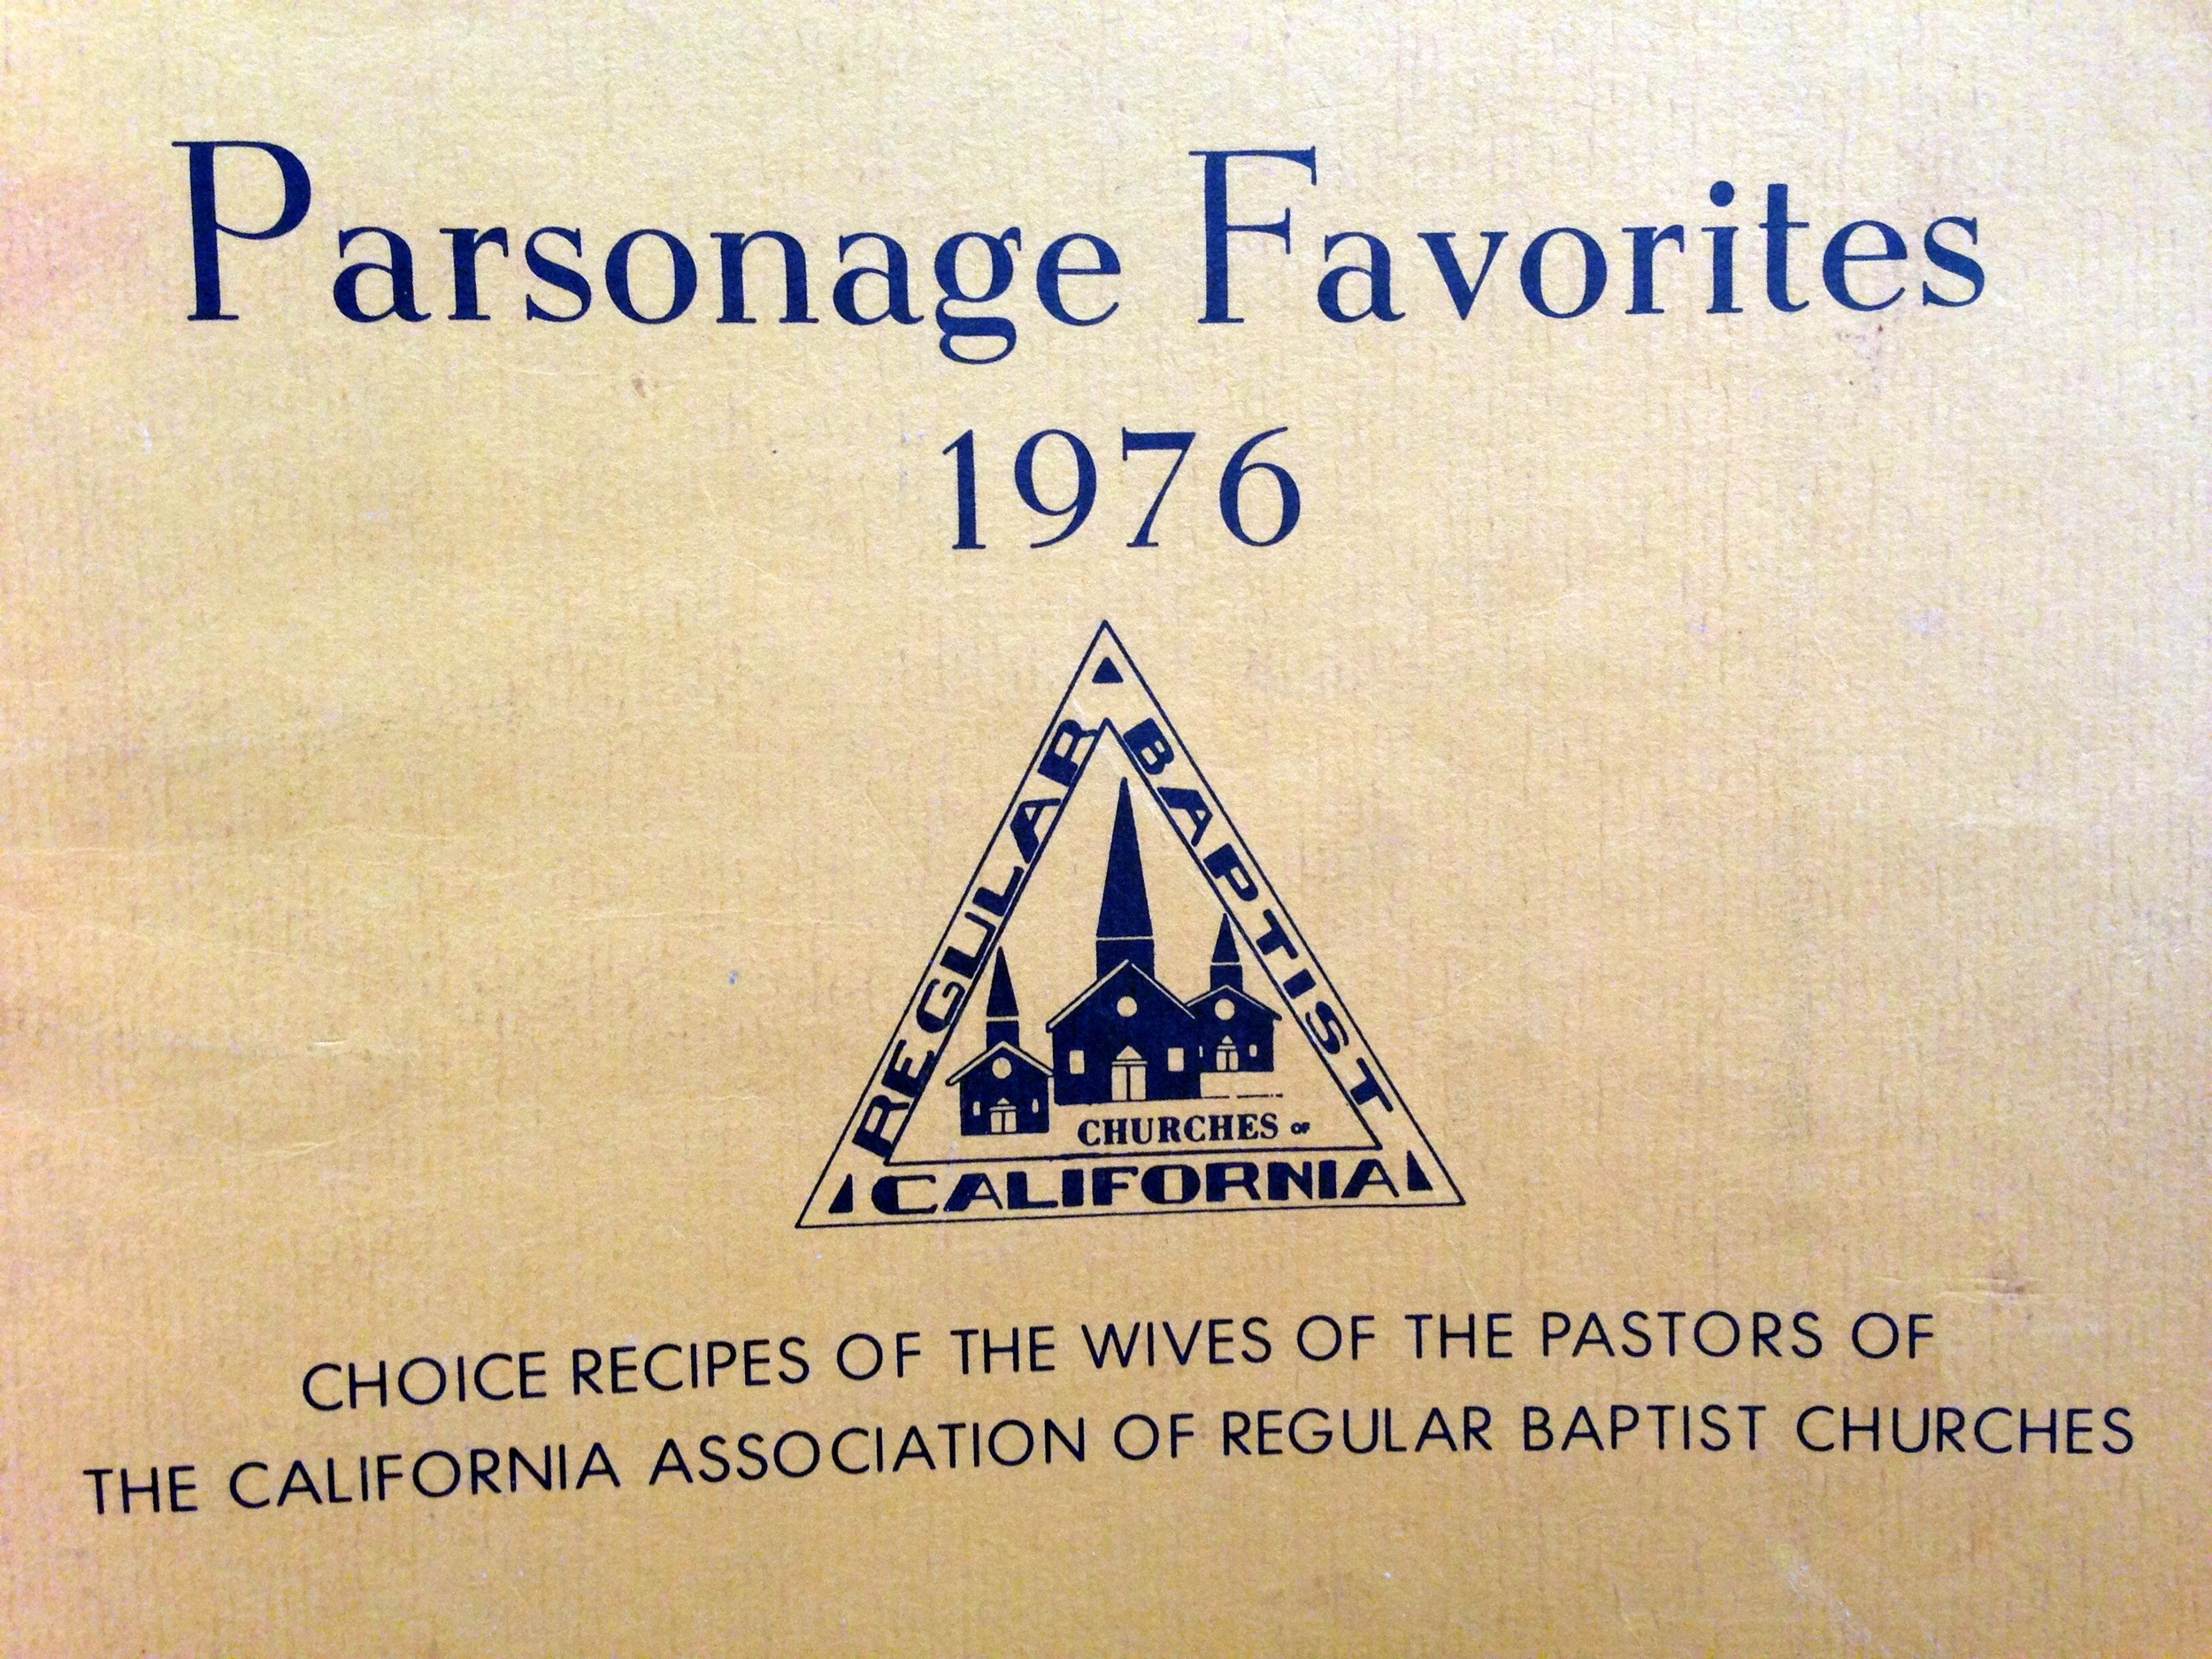 Parsonage Favorites
1976
REGULAR BAPTIST
CHURCHES OF
CALIFORNIA
CHOICE RECIPES OF THE WIVES OF THE PASTORS OF
THE CALIFORNIA ASSOCIATION OF REGULAR BAPTIST CHURCHES